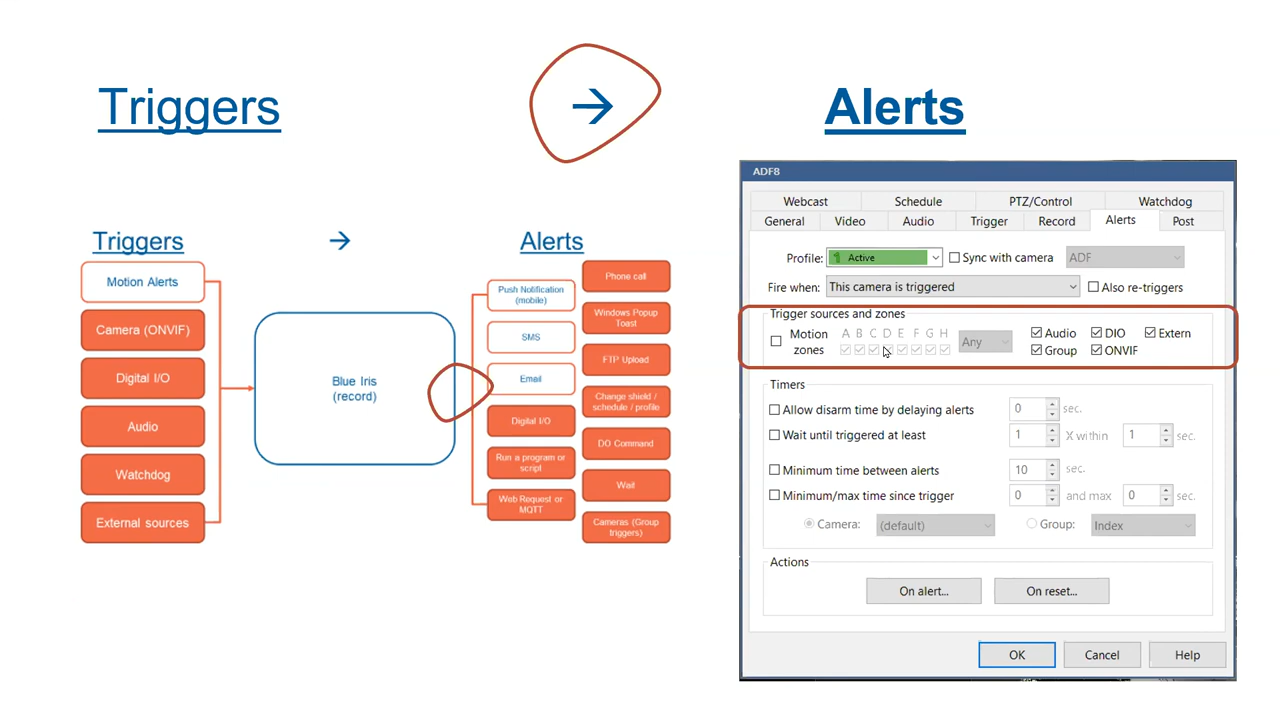 Triggers
→
Alerts
Triggers
→
Alerts
Motion Alerts
Camera (ONVIF)
Digital I/O
Audio
Watchdog
External sources
Blue Iris
(record)
Push Notification
(mobile)
SMS
Email
Digital I/O
Run a program or
script
Web Request or
MQTT
Phone call
Windows Popup
Toast
FTP Upload
Change shield /
schedule / profile
DO Command
Wait
Cameras (Group
triggers)
ADF8
Webcast Schedule PTZ/Control Watchdog
General Video Audio Trigger Record Alerts Post
Profile: 1 Active Sync with camera ADF
Fire when: This camera is triggered Also re-triggers
Trigger sources and zones
Motion
zones
A B C D E F G H
Any
Audio DIO Extern
Group ONVIF
Timers
Allow disarm time by delaying alerts 0 sec.
Wait until triggered at least 1 X within 1 sec.
Minimum time between alerts 10 sec.
Minimum/max time since trigger 0 and max 0 sec.
Camera: (default) Group: Index
Actions
On alert... On reset...
OK Cancel Help